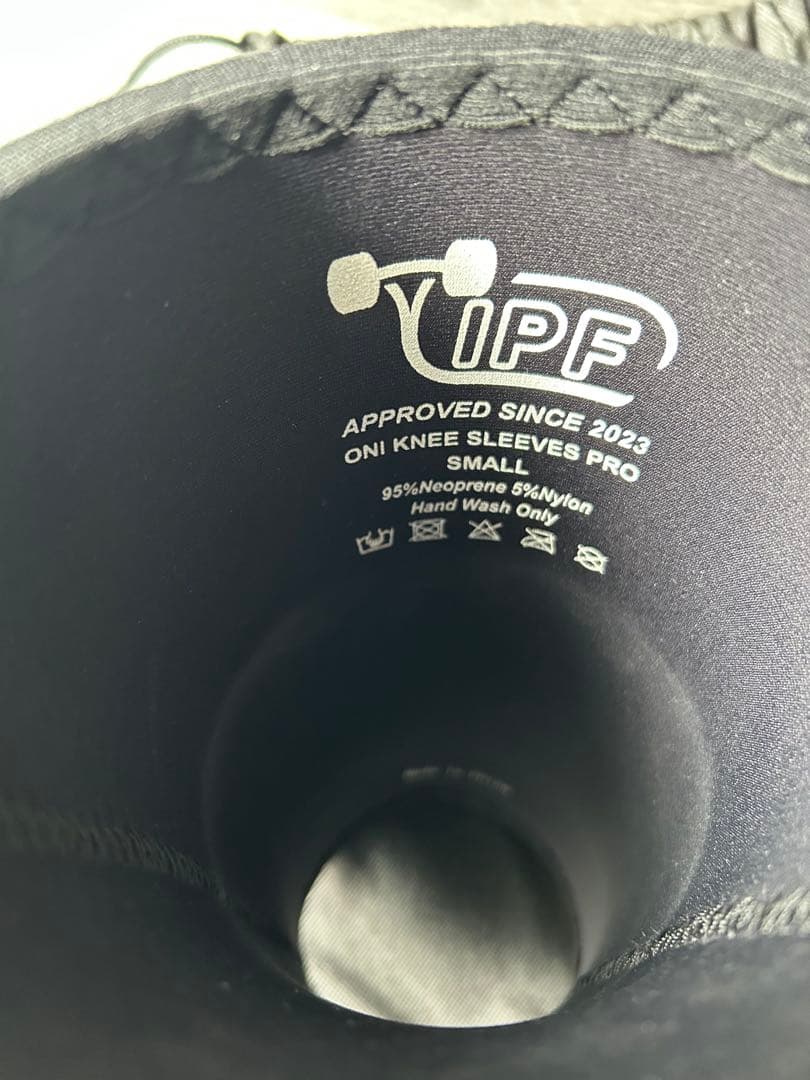 IPF
APPROVED SINCE 2023
ONI KNEE SLEEVES PRO
SMALL
95%Neoprene 5%Nylon
Hand Wash Only